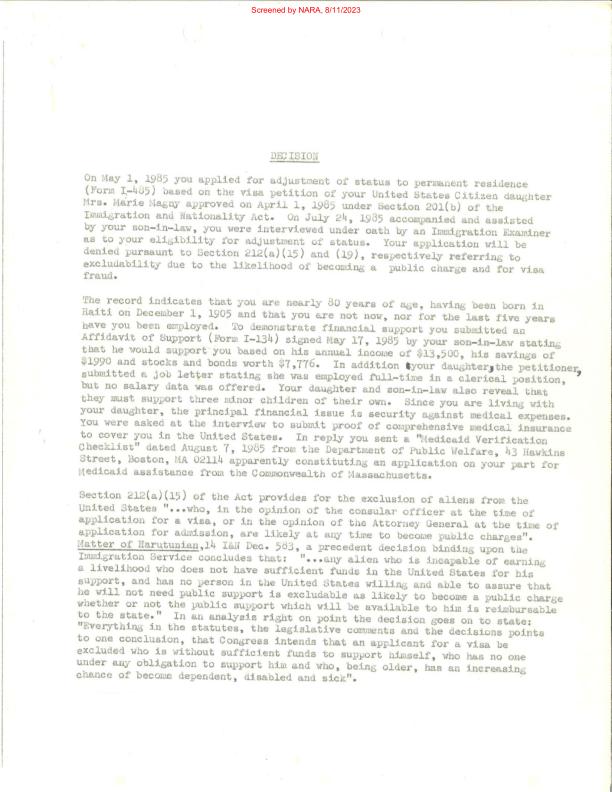 Screened by NARA, 8/11/2023
DECISION
On May 1, 1985 you applied for adjustment of status to permanent residence
(Form I-485) based on the visa petition of your United States Citizen daughter
Mrs. Marie Magny approved on April 1, 1985 under Section 201(b) of the
Immigration and Nationality Act. On July 24, 1985 accompanied and assisted
by your son-in-law, you were interviewed under oath by an Immigration Examiner
as to your eligibility for adjustment of status. Your application will be
denied pursaunt to Section 212(a)(15) and (19), respectively referring to
excludability due to the likelihood of becoming a public charge and for visa
fraud.
The record indicates that you are nearly 80 years of age, having been born in
Haiti on December 1, 1905 and that you are not now, nor for the last five years
have you been employed. To demonstrate financial support you submitted an
Affidavit of Support (Form I-134) signed May 17, 1985 by your son-in-law stating
that he would support you based on his annual income of $13,500, his savings of
$1990 and stocks and bonds worth $7,776. In addition your daughter, the petitioner,
submitted a job letter stating she was employed full-time in a clerical position,
but no salary data was offered. Your daughter and son-in-law also reveal that
they must support three minor children of their own. Since you are living with
your daughter, the principal financial issue is security against medical expenses.
You were asked at the interview to submit proof of comprehensive medical insurance
to cover you in the United States. In reply you sent a "Medicaid Verification
Checklist" dated August 7, 1985 from the Department of Public Welfare, 43 Hawkins
Street, Boston, MA 02114 apparently constituting an application on your part for
Medicaid assistance from the Commonwealth of Massachusetts.
Section 212(a)(15) of the Act provides for the exclusion of aliens from the
United States "...who, in the opinion of the consular officer at the time of
application for a visa, or in the opinion of the Attorney General at the time of
application for admission, are likely at any time to become public charges".
Matter of Harutunian,14 I&N Dec. 583, a precedent decision binding upon the
Immigration Service concludes that: "...any alien who is incapable of earning
a livelihood who does not have sufficient funds in the United States for his
support, and has no person in the United States willing and able to assure that
he will not need public support is excludable as likely to become a public charge
whether or not the public support which will be available to him is reimbursable
to the state." In an analysis right on point the decision goes on to state:
"Everything in the statutes, the legislative comments and the decisions points
to one conclusion, that Congress intends that an applicant for a visa be
excluded who is without sufficient funds to support himself, who has no one
under any obligation to support him and who, being older, has an increasing
chance of become dependent, disabled and sick".